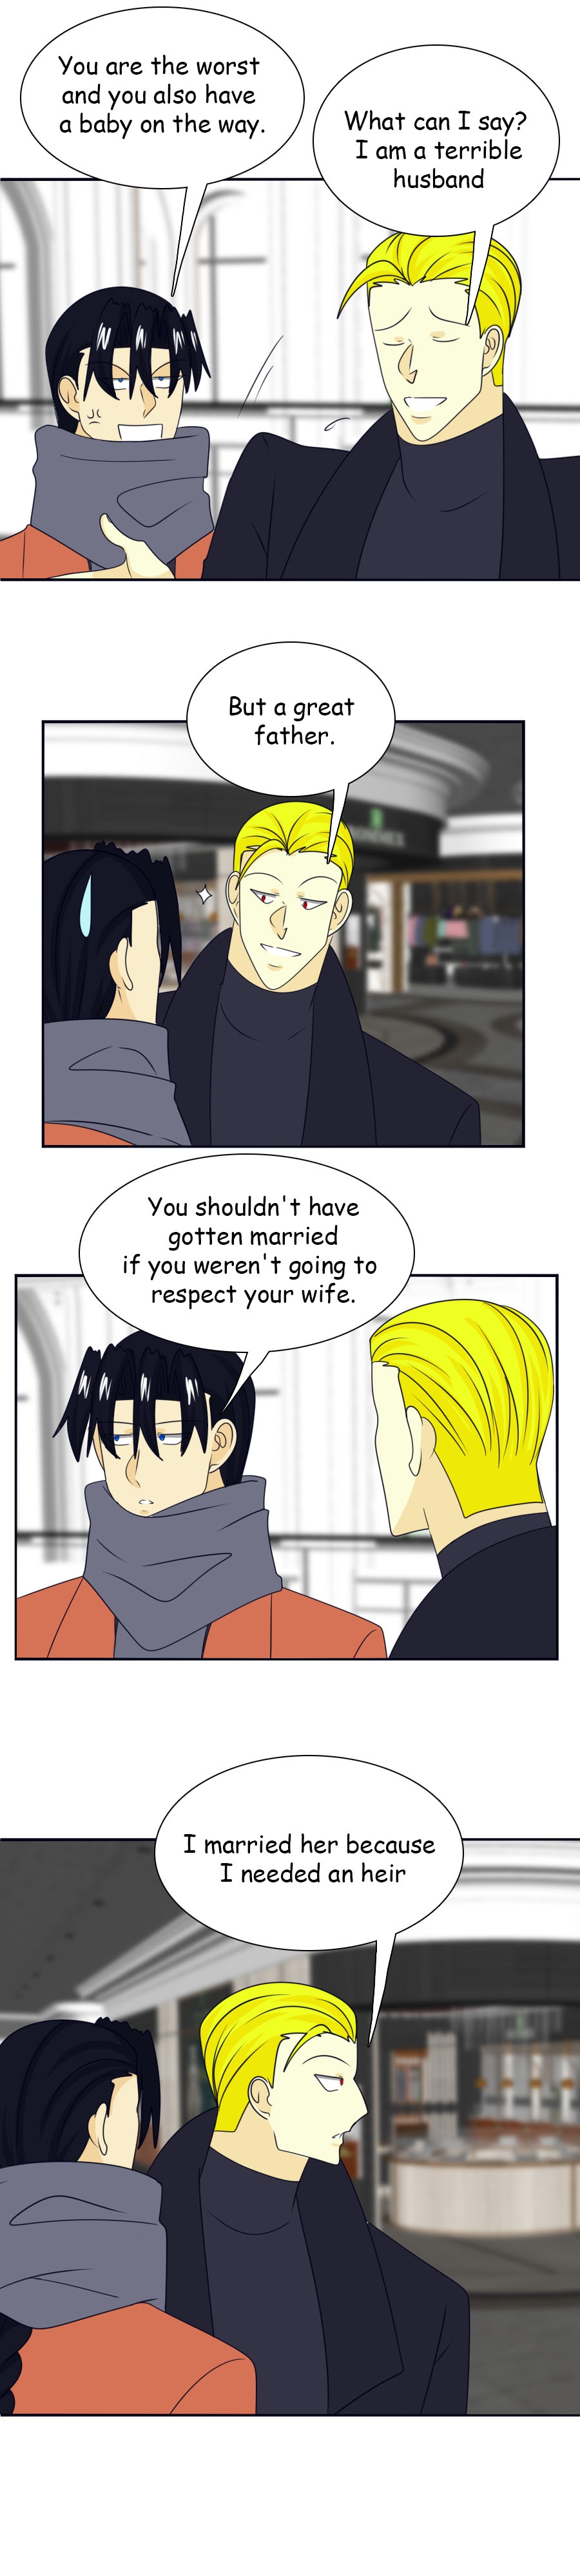 You are the worst
and you also have
a baby on the way.
What can I say?
I am a terrible
husband
But a great
father.
You shouldn't have
gotten married
if you weren't going to
respect your wife.
I married her because
I needed an heir